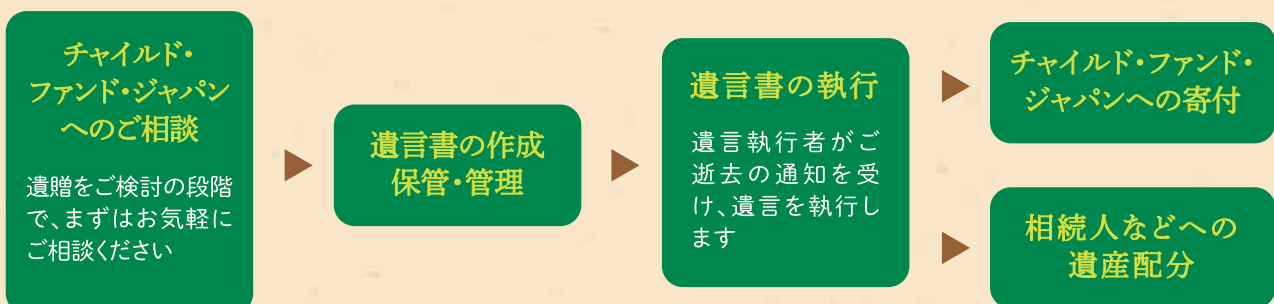 チャイルド・
ファンド・ジャパン
へのご相談
遺贈をご検討の段階
で、まずはお気軽に
ご相談ください
遺言書の作成
保管・管理
遺言書の執行
遺言執行者がご
逝去の通知を受
け、遺言を執行し
ます
チャイルド・ファンド・
ジャパンへの寄付
相続人などへの
遺産配分